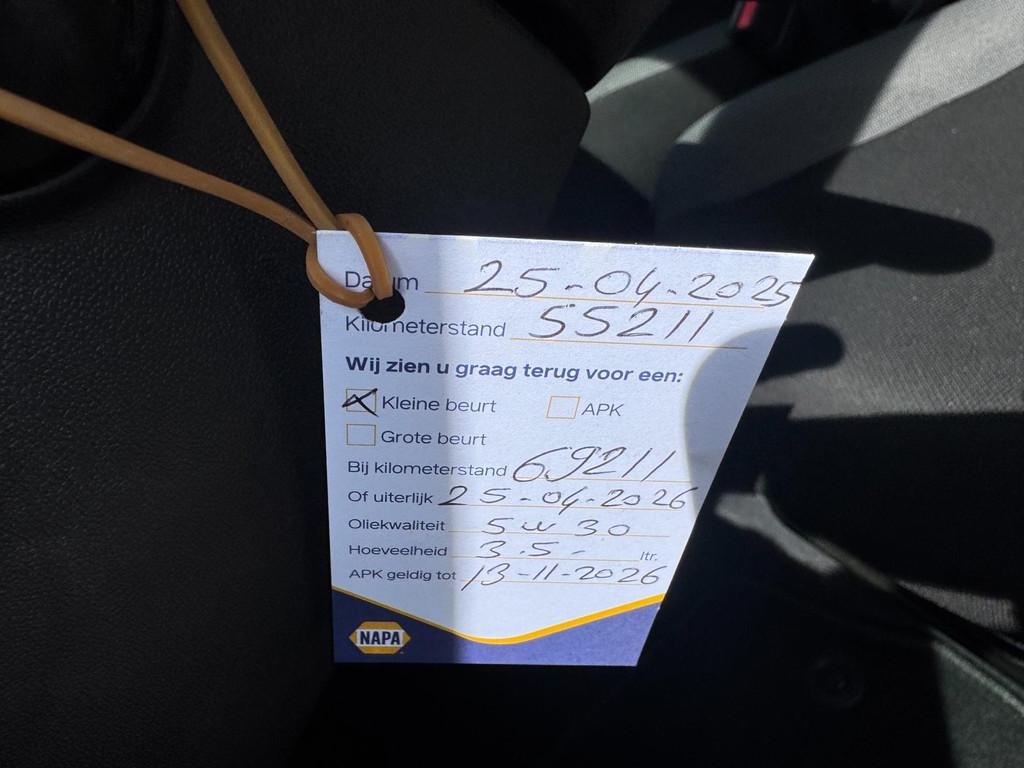 Datum 25-04-2025
Kilometerstand 55211
Wij zien u graag terug voor een:
Kleine beurt APK
Grote beurt
Bij kilometerstand 69211
Of uiterlijk 25-04-2026
Oliekwaliteit 5w30
Hoeveelheid 3.5- ltr.
APK geldig tot 13-11-2026
NAPA